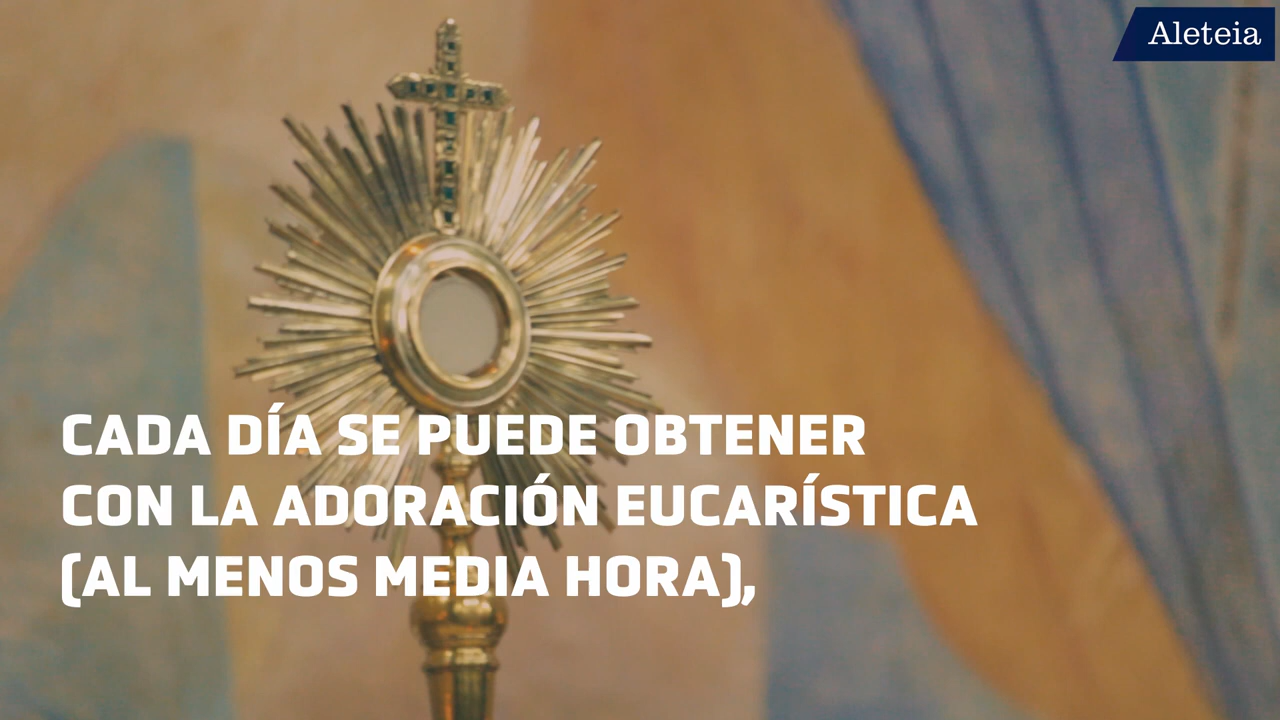 Aleteia
CADA DÍA SE PUEDE OBTENER
CON LA ADORACIÓN EUCARÍSTICA
(AL MENOS MEDIA HORA),